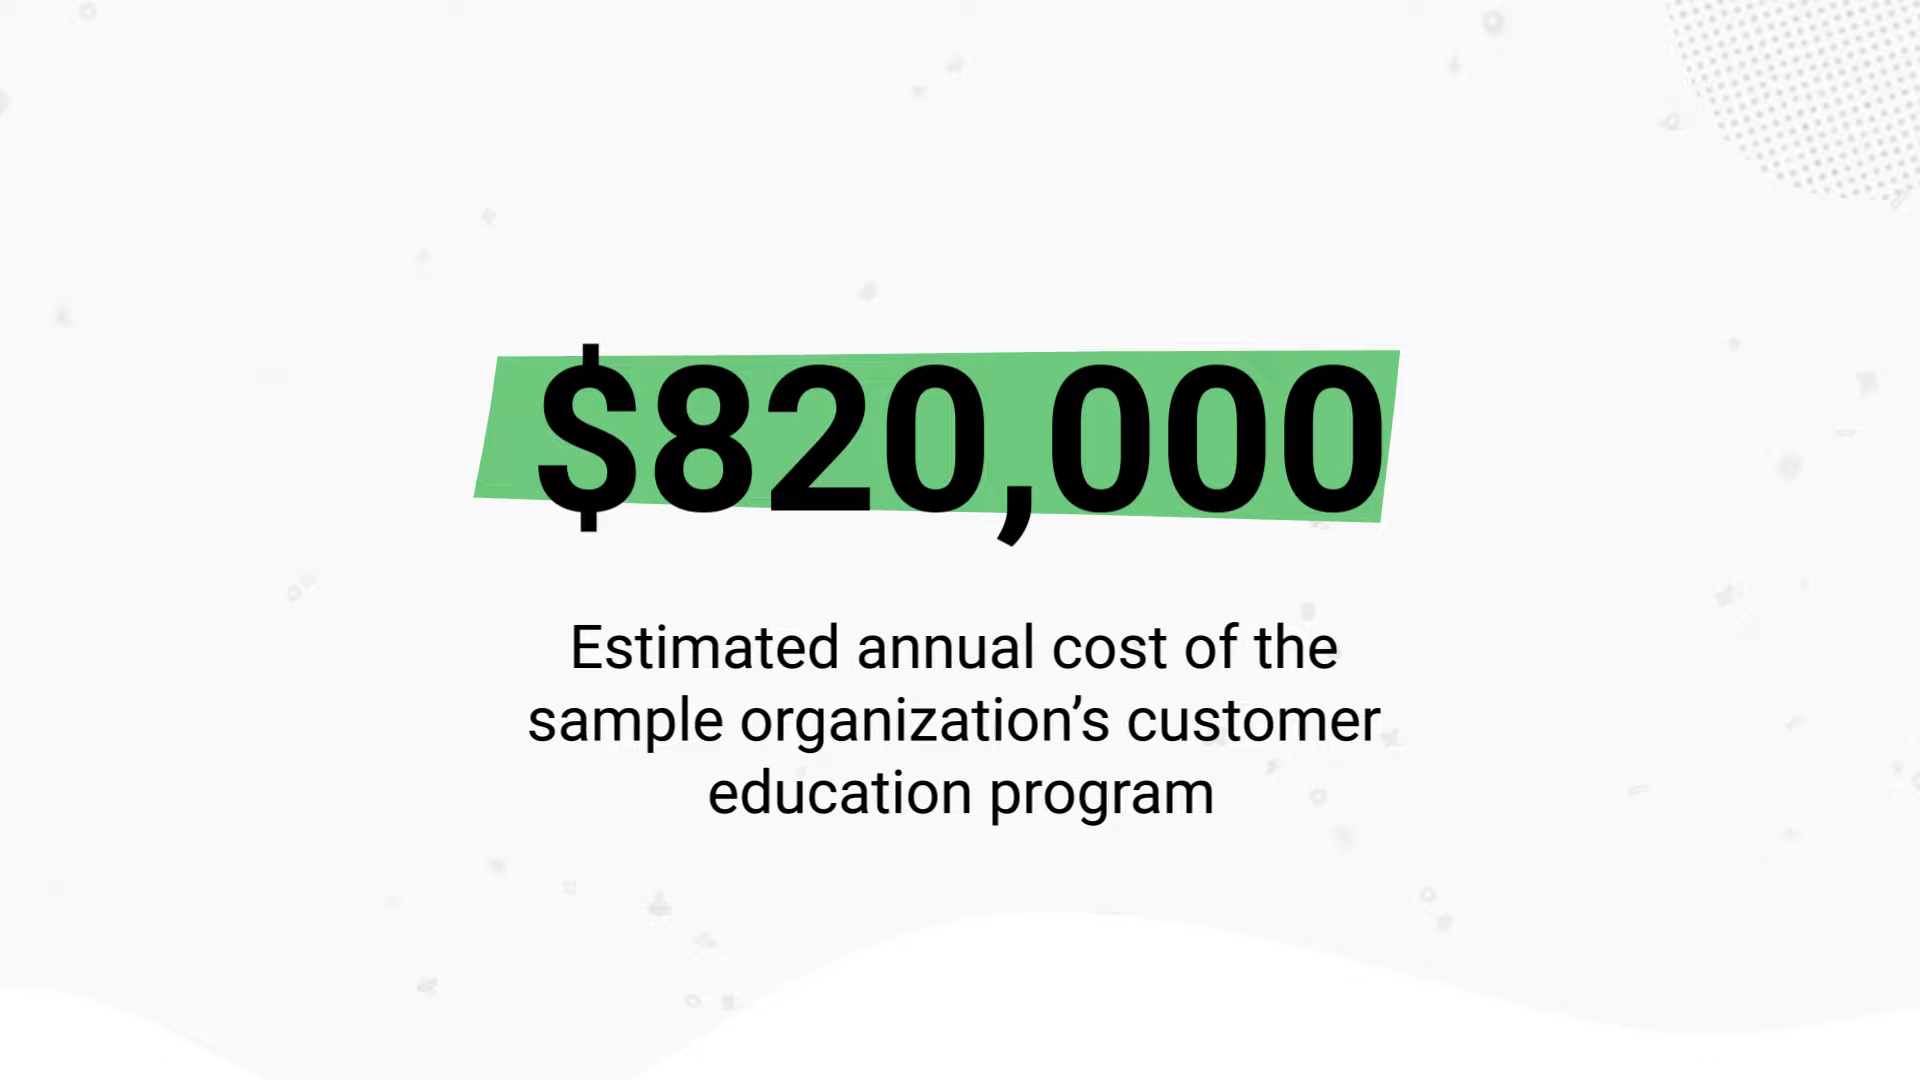 $820,000
Estimated annual cost of the
sample organization’s customer
education program